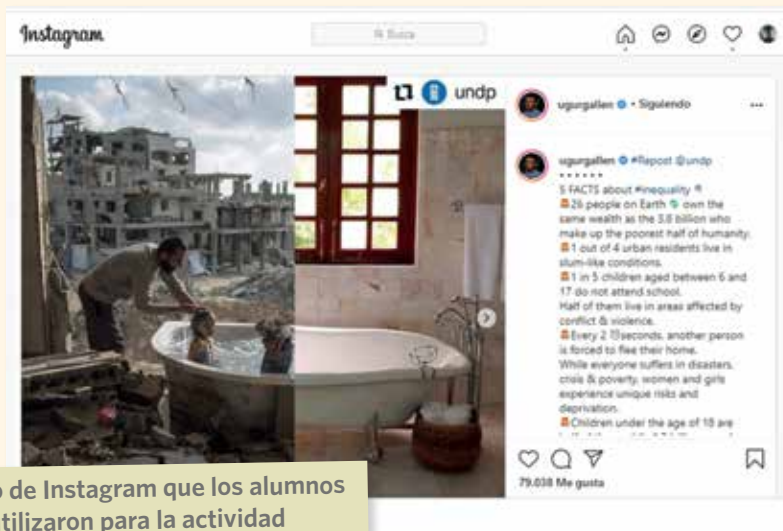 Instagram
Busca
undp
ugurgallen • Siguiendo
ugurgallen #Repost @undp
• • • • • •
5 FACTS about #inequality
26 people on Earth own the
same wealth as the 3.8 billion who
make up the poorest half of humanity.
1 out of 4 urban residents live in
slum-like conditions.
1 in 5 children aged between 6 and
17 do not attend school.
Half of them live in areas affected by
conflict & violence.
Every 2 seconds, another person
is forced to flee their home.
While everyone suffers in disasters,
crisis & poverty, women and girls
experience unique risks and
deprivation.
Children under the age of 18 are
79.038 Me gusta
de Instagram que los alumnos
utilizaron para la actividad